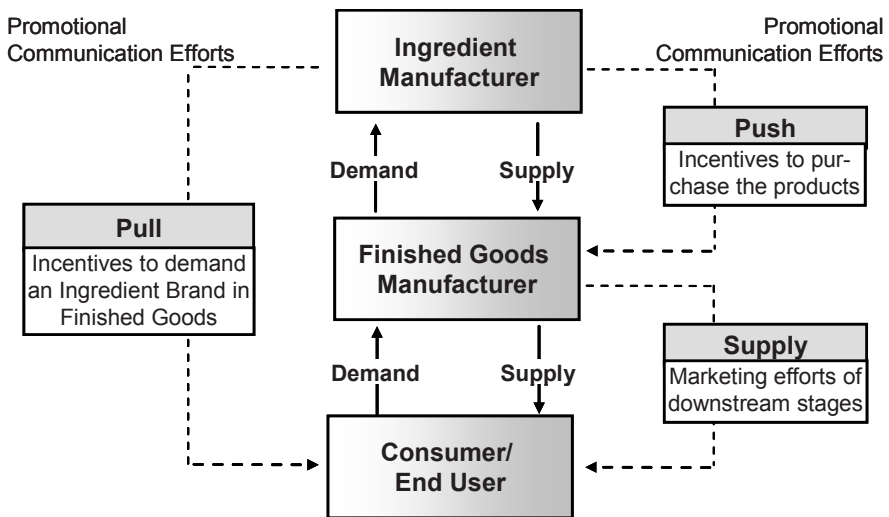 Promotional
Communication Efforts
Ingredient
Manufacturer
Promotional
Communication Efforts
Push
Incentives to pur-
chase the products
Demand
Supply
Pull
Incentives to demand
an Ingredient Brand in
Finished Goods
Finished Goods
Manufacturer
Supply
Marketing efforts of
downstream stages
Demand
Supply
Consumer/
End User